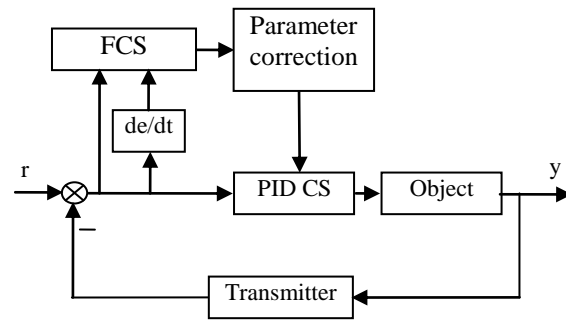 FCS
Parameter
correction
de/dt
r
PID CS
Object
y
–
Transmitter